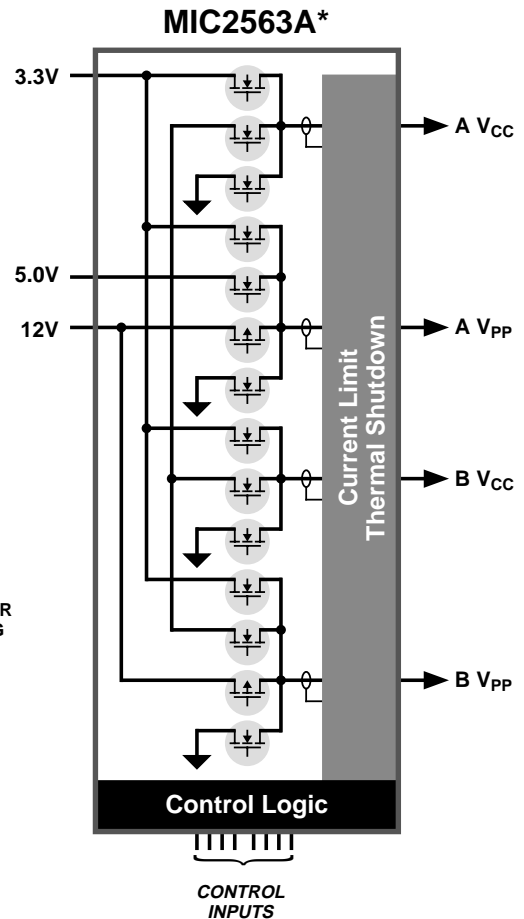 MIC2563A*
3.3V
A VCC
5.0V
12V
A VPP
Current Limit
Thermal Shutdown
B VCC
B VPP
Control Logic
CONTROL
INPUTS